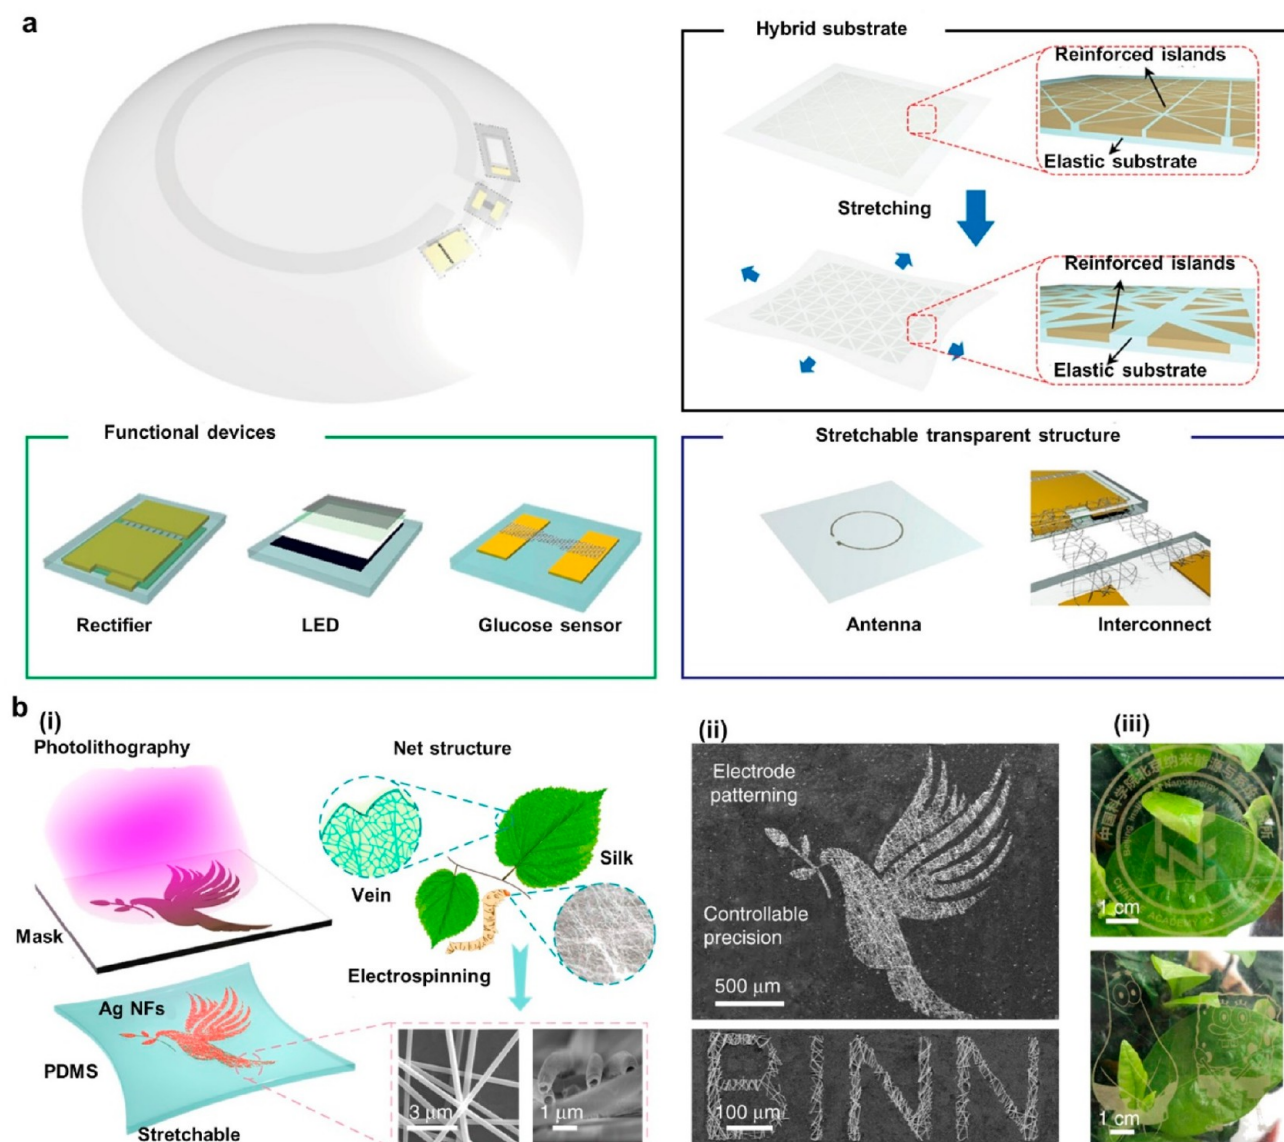 a
Hybrid substrate
Reinforced islands
Elastic substrate
Stretching
Reinforced islands
Elastic substrate
Functional devices
Rectifier
LED
Glucose sensor
Stretchable transparent structure
Antenna
Interconnect
b
(i)
Photolithography
Mask
Ag NFs
PDMS
Stretchable
Net structure
Vein
Silk
Electrospinning
3 μm
1 μm
(ii)
Electrode
patterning
Controllable
precision
500 μm
BINN
100 μm
(iii)
1 cm
1 cm